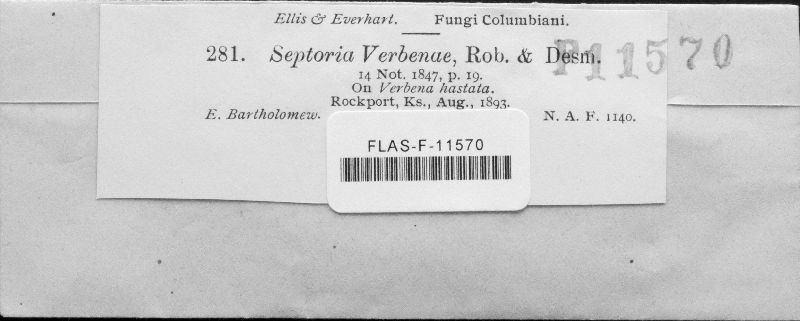 Ellis & Everhart. Fungi Columbiani.
281. Septoria Verbenae, Rob. & Desm.
F11570
14 Not. 1847, p. 19.
On Verbena hastata.
Rockport, Ks., Aug., 1893.
E. Bartholomew. N. A. F. 1140.
FLAS-F-11570